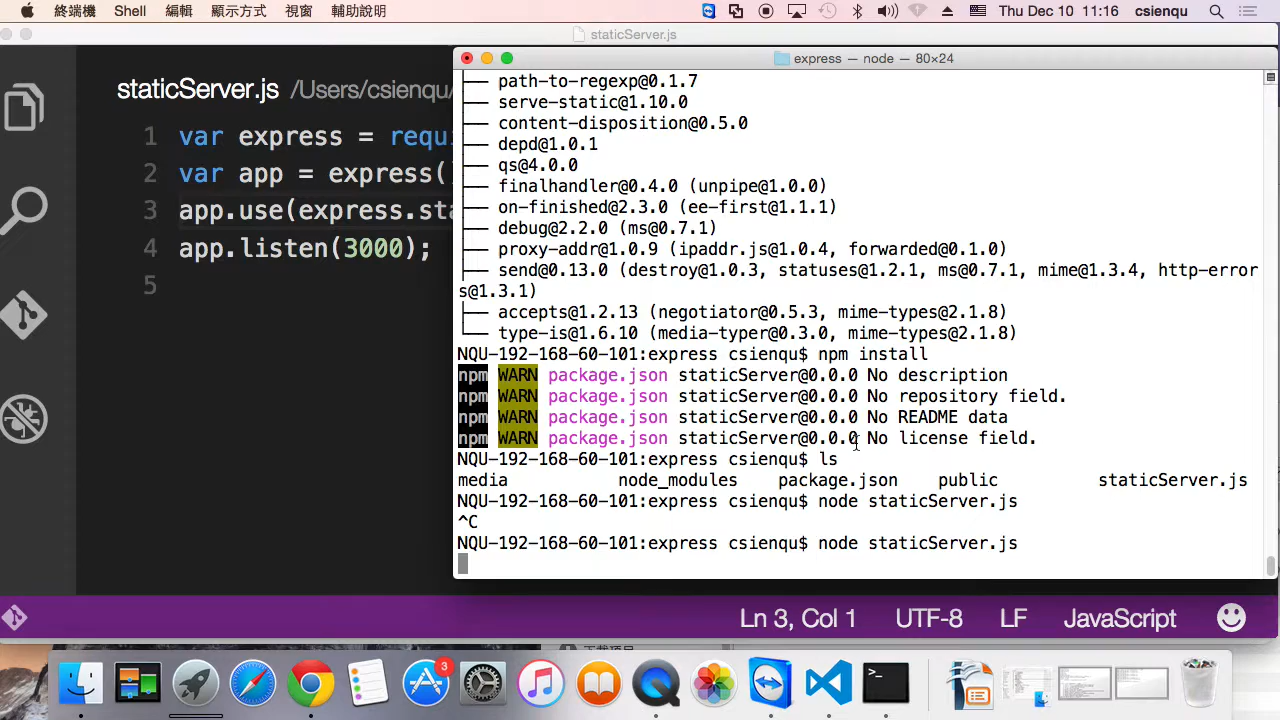 終端機 Shell 編輯 顯示方式 視窗 輔助說明 Thu Dec 10 11:16 csienqu
staticServer.js
express — node — 80×24
staticServer.js /Users/csienqu/
1 var express = requi
2 var app = express(
3 app.use(express.sta
4 app.listen(3000);
5
├── path-to-regexp@0.1.7
├── serve-static@1.10.0
├── content-disposition@0.5.0
├── depd@1.0.1
├── qs@4.0.0
├── finalhandler@0.4.0 (unpipe@1.0.0)
├── on-finished@2.3.0 (ee-first@1.1.1)
├── debug@2.2.0 (ms@0.7.1)
├── proxy-addr@1.0.9 (ipaddr.js@1.0.4, forwarded@0.1.0)
├── send@0.13.0 (destroy@1.0.3, statuses@1.2.1, ms@0.7.1, mime@1.3.4, http-error
s@1.3.1)
├── accepts@1.2.13 (negotiator@0.5.3, mime-types@2.1.8)
└── type-is@1.6.10 (media-typer@0.3.0, mime-types@2.1.8)
NQU-192-168-60-101:express csienqu$ npm install
npm WARN package.json staticServer@0.0.0 No description
npm WARN package.json staticServer@0.0.0 No repository field.
npm WARN package.json staticServer@0.0.0 No README data
npm WARN package.json staticServer@0.0.0 No license field.
NQU-192-168-60-101:express csienqu$ ls
media node_modules package.json public staticServer.js
NQU-192-168-60-101:express csienqu$ node staticServer.js
^C
NQU-192-168-60-101:express csienqu$ node staticServer.js
Ln 3, Col 1 UTF-8 LF JavaScript
3